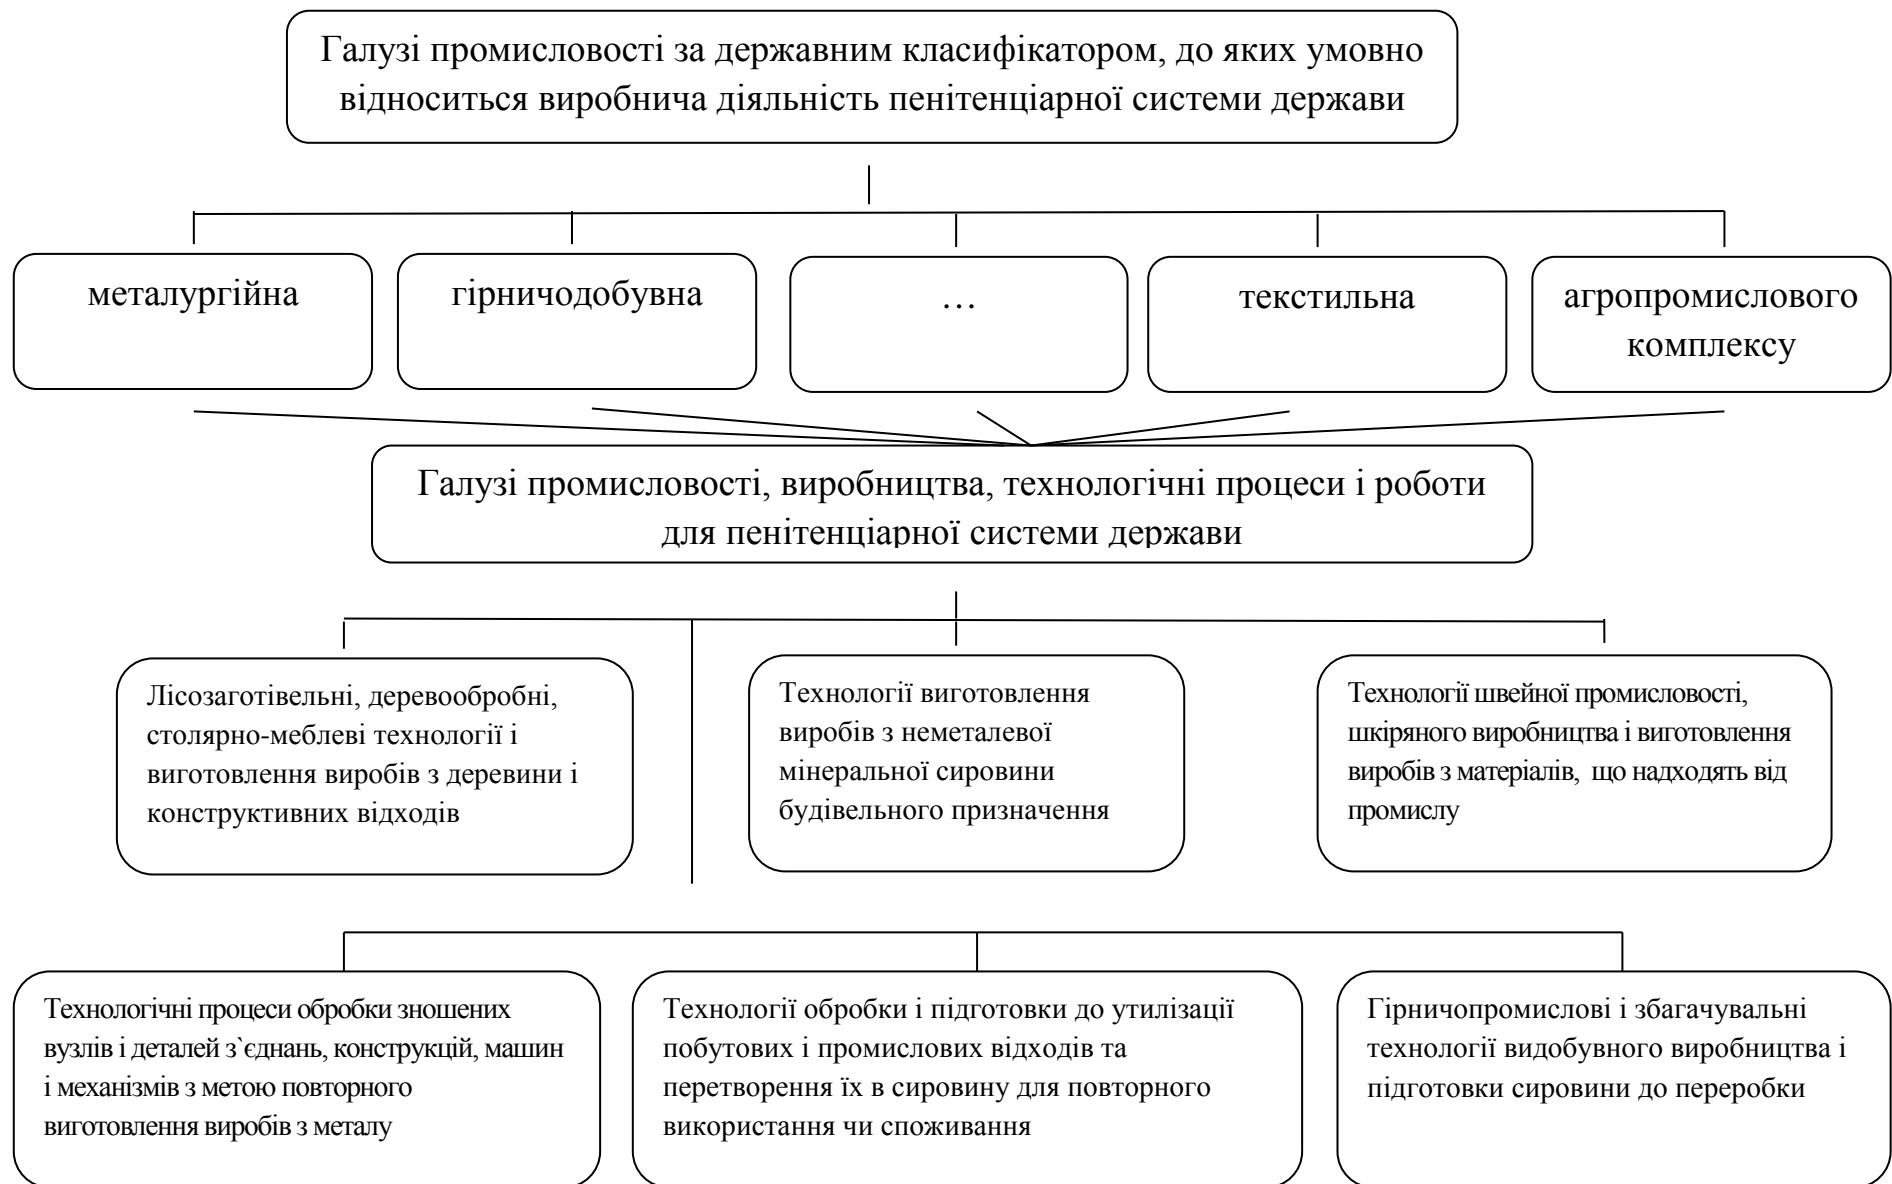 Галузі промисловості за державним класифікатором, до яких умовно
відноситься виробнича діяльність пенітенціарної системи держави
металургійна
гірничодобувна
…
текстильна
агропромислового
комплексу
Галузі промисловості, виробництва, технологічні процеси і роботи
для пенітенціарної системи держави
Лісозаготівельні, деревообробні,
столярно-меблеві технології і
виготовлення виробів з деревини і
конструктивних відходів
Технології виготовлення
виробів з неметалевої
мінеральної сировини
будівельного призначення
Технології швейної промисловості,
шкіряного виробництва і виготовлення
виробів з матеріалів, що надходять від
промислу
Технологічні процеси обробки зношених
вузлів і деталей з`єднань, конструкцій, машин
і механізмів з метою повторного
виготовлення виробів з металу
Технології обробки і підготовки до утилізації
побутових і промислових відходів та
перетворення їх в сировину для повторного
використання чи споживання
Гірничопромислові і збагачувальні
технології видобувного виробництва і
підготовки сировини до переробки